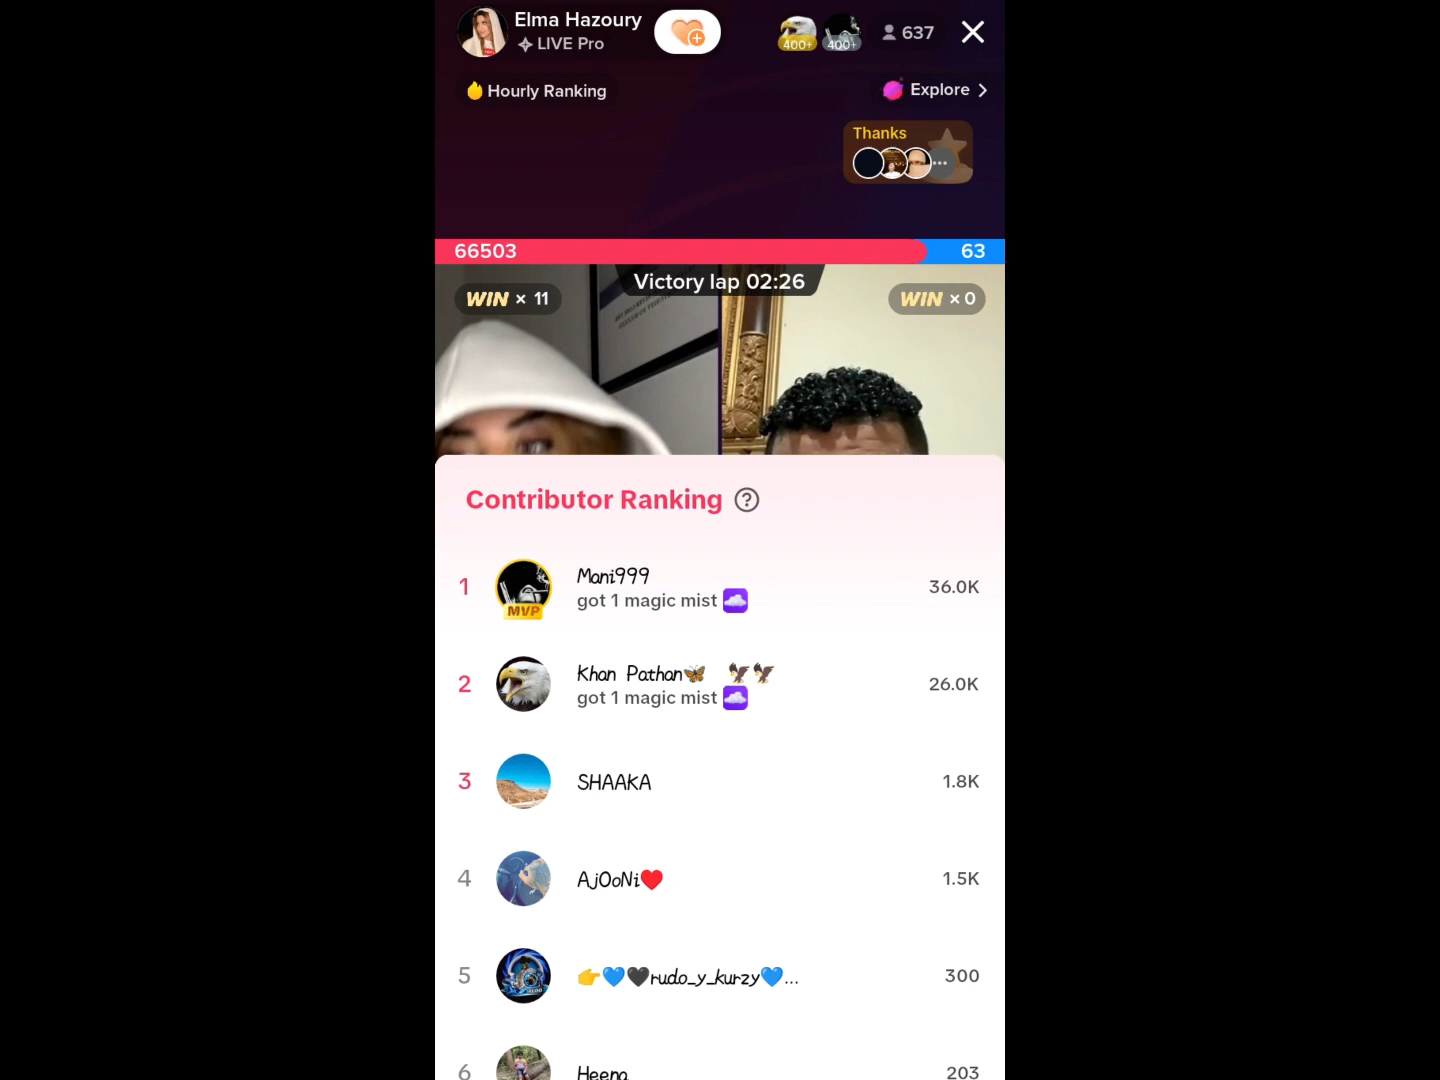 Elma Hazoury
LIVE Pro
400+
400+
637
Hourly Ranking
Explore
Thanks
66503
63
Victory lap 02:26
WIN × 11
WIN × 0
Contributor Ranking
1
Mani999
got 1 magic mist
36.0K
MVP
2
Khan Pathan🦋 🦅🦅
got 1 magic mist
26.0K
3
SHAAKA
1.8K
4
AjOoNi❤️
1.5K
5
👉💙🖤rudo_y_kurzy💙...
300
6
Heena
203